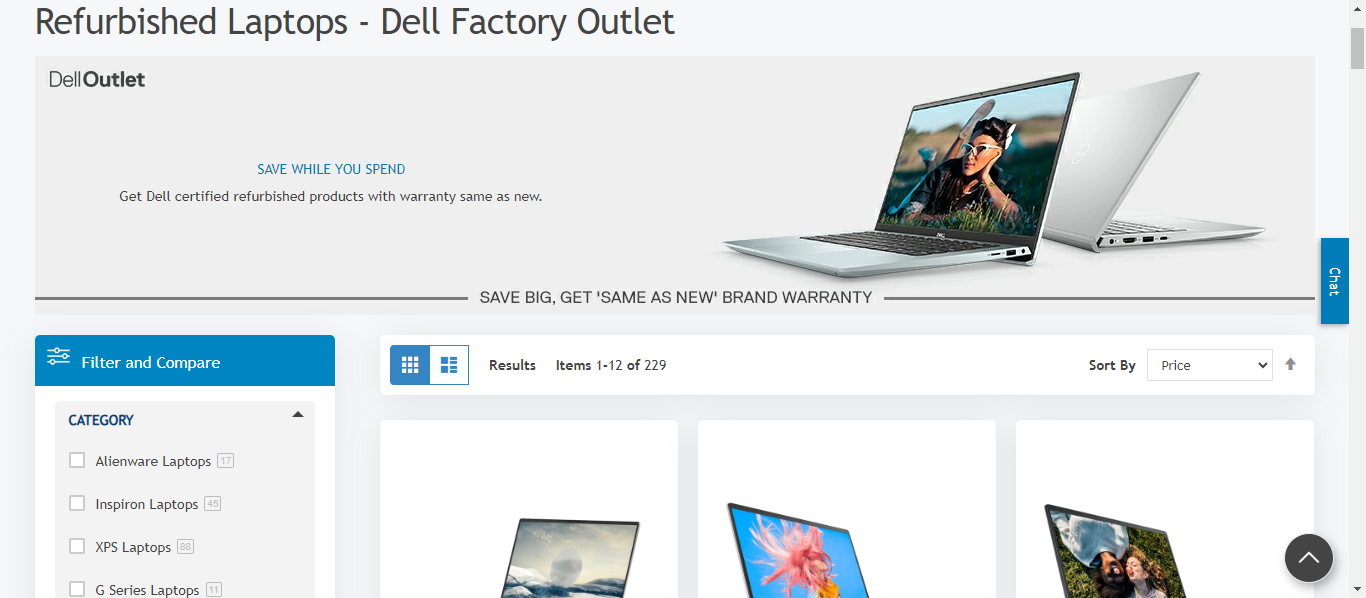 Refurbished Laptops - Dell Factory Outlet
DellOutlet
SAVE WHILE YOU SPEND
Get Dell certified refurbished products with warranty same as new.
SAVE BIG, GET 'SAME AS NEW' BRAND WARRANTY
Chat
Filter and Compare
Results Items 1-12 of 229
Sort By Price
CATEGORY
Alienware Laptops 17
Inspiron Laptops 45
XPS Laptops 88
G Series Laptops 11